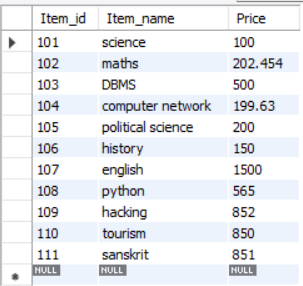 Item_id Item_name Price
101 science 100
102 maths 202.454
103 DBMS 500
104 computer network 199.63
105 political science 200
106 history 150
107 english 1500
108 python 565
109 hacking 852
110 tourism 850
111 sanskrit 851
NULL NULL NULL